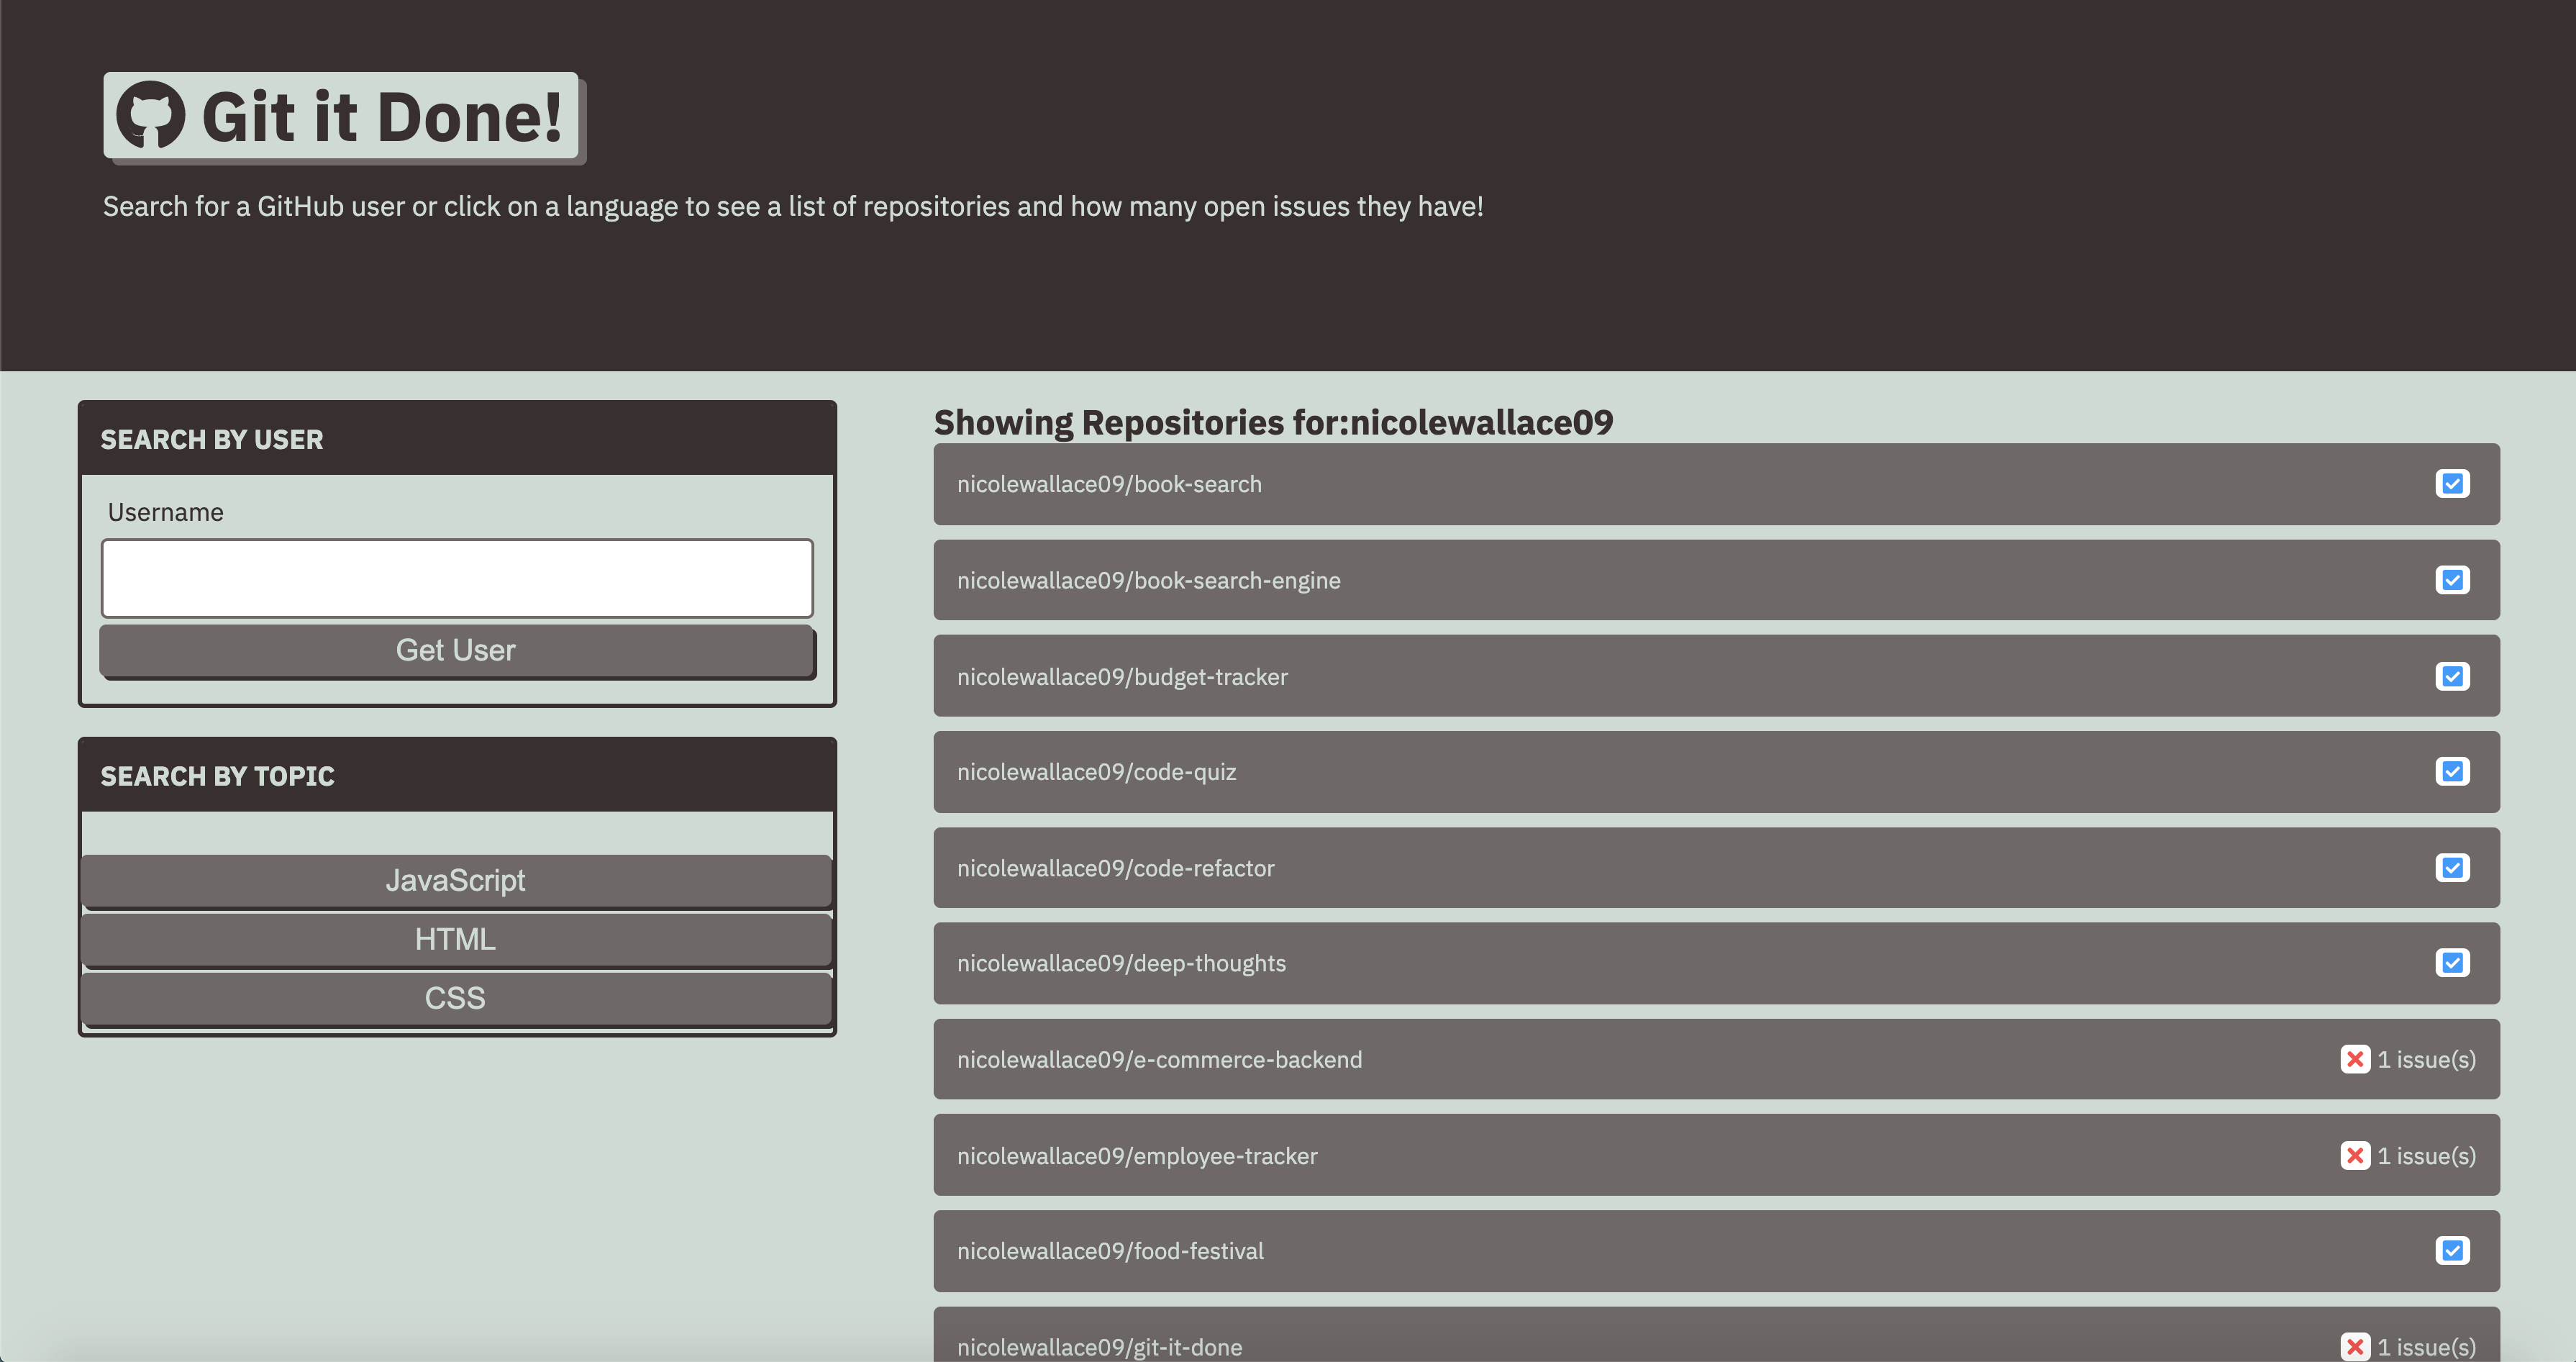 Git it Done!
Search for a GitHub user or click on a language to see a list of repositories and how many open issues they have!
SEARCH BY USER
Username
Get User
SEARCH BY TOPIC
JavaScript
HTML
CSS
Showing Repositories for:nicolewallace09
nicolewallace09/book-search
nicolewallace09/book-search-engine
nicolewallace09/budget-tracker
nicolewallace09/code-quiz
nicolewallace09/code-refactor
nicolewallace09/deep-thoughts
nicolewallace09/e-commerce-backend 1 issue(s)
nicolewallace09/employee-tracker 1 issue(s)
nicolewallace09/food-festival
nicolewallace09/git-it-done 1 issue(s)